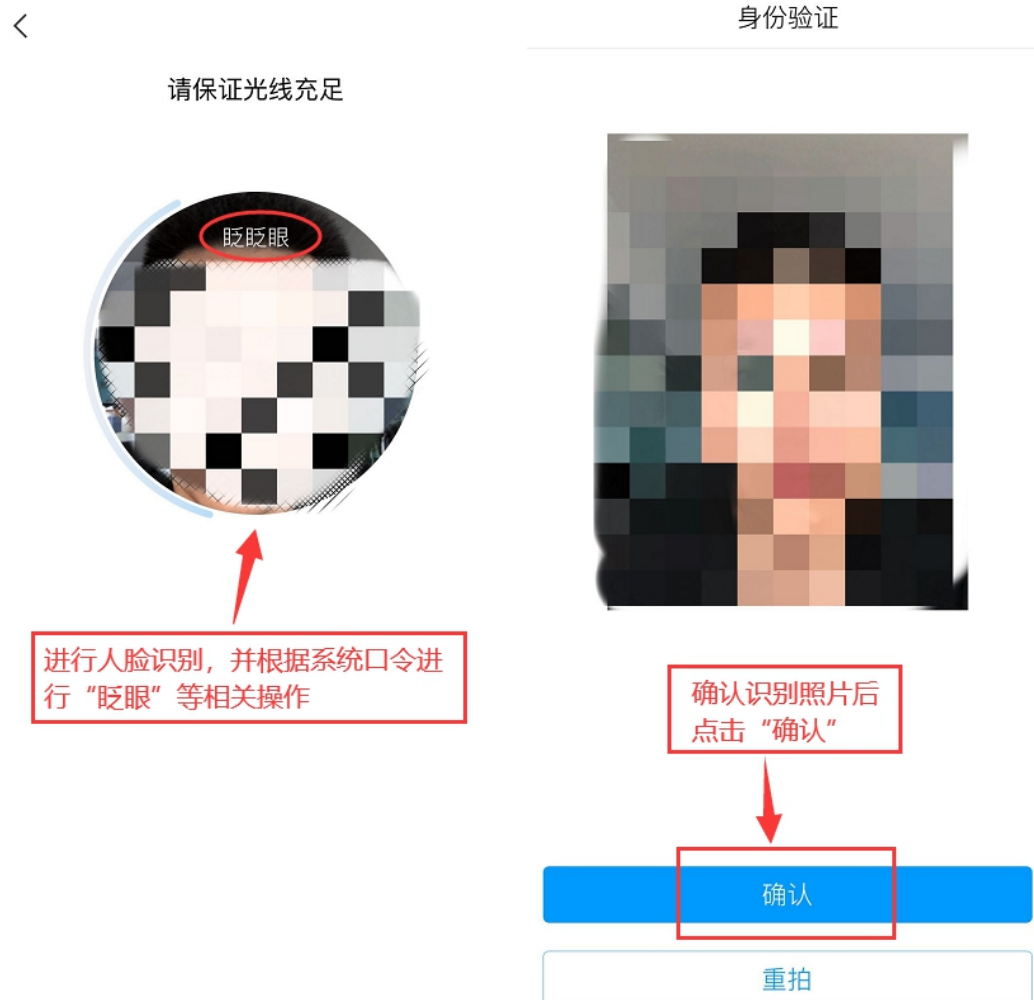 请保证光线充足
眨眨眼
进行人脸识别，并根据系统口令进
行“眨眼”等相关操作
身份验证
确认识别照片后
点击“确认”
确认
重拍